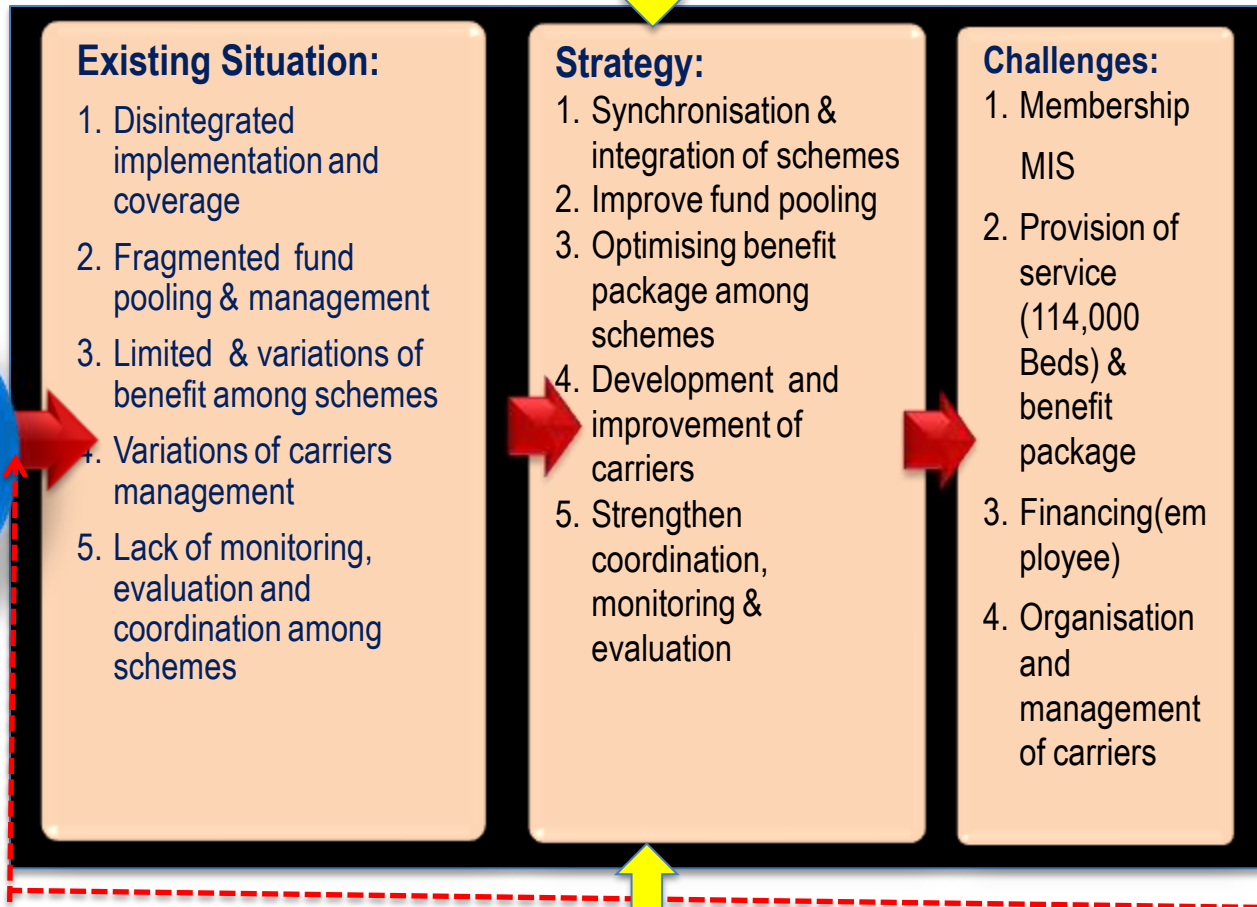 Existing Situation:
1. Disintegrated
implementation and
coverage
2. Fragmented fund
pooling & management
3. Limited & variations of
benefit among schemes
4. Variations of carriers
management
5. Lack of monitoring,
evaluation and
coordination among
schemes
Strategy:
1. Synchronisation &
integration of schemes
2. Improve fund pooling
3. Optimising benefit
package among
schemes
4. Development and
improvement of
carriers
5. Strengthen
coordination,
monitoring &
evaluation
Challenges:
1. Membership
MIS
2. Provision of
service
(114,000
Beds) &
benefit
package
3. Financing(em
ployee)
4. Organisation
and
management
of carriers